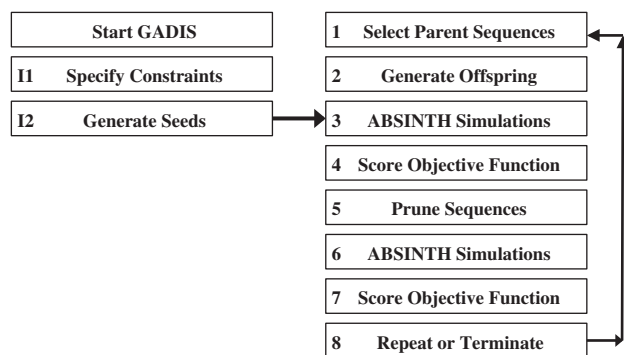 Start GADIS
I1 Specify Constraints
I2 Generate Seeds
1 Select Parent Sequences
2 Generate Offspring
3 ABSINTH Simulations
4 Score Objective Function
5 Prune Sequences
6 ABSINTH Simulations
7 Score Objective Function
8 Repeat or Terminate